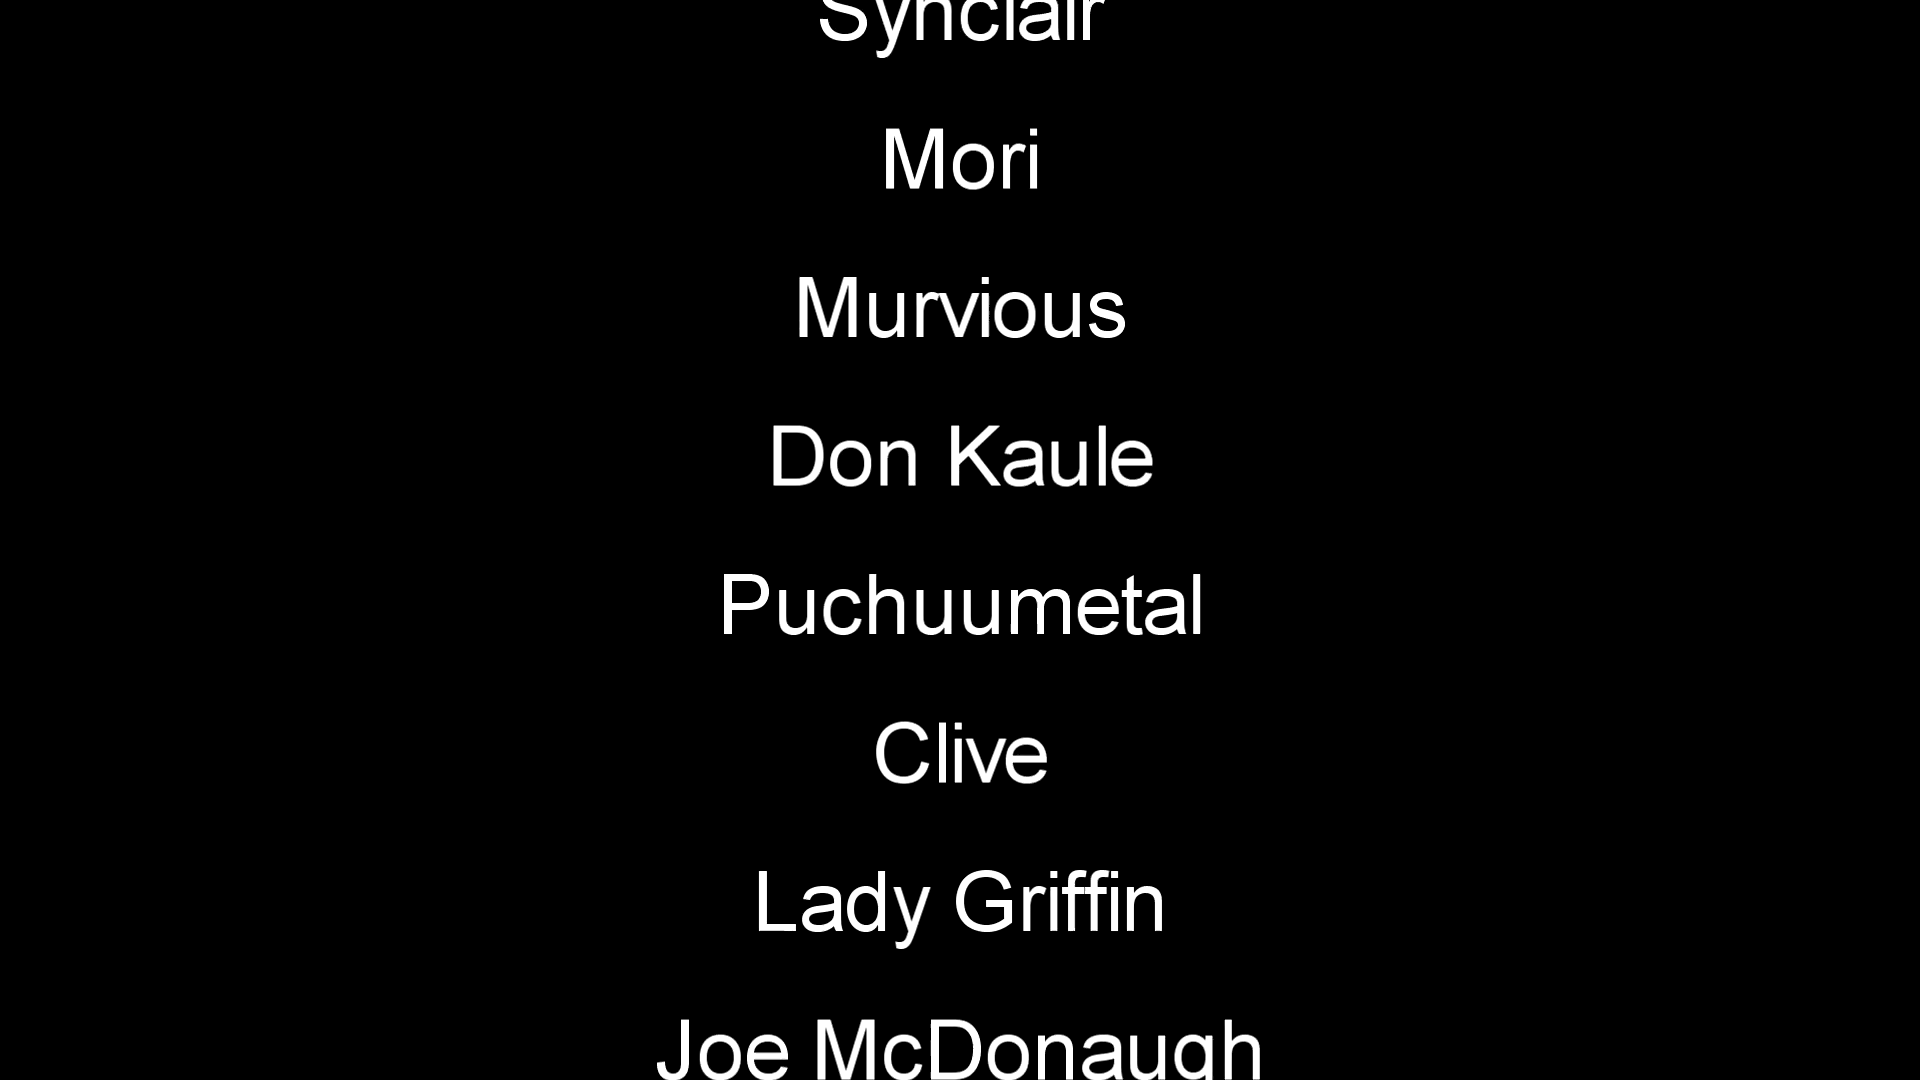 Synclair
Mori
Murvious
Don Kaule
Puchuumetal
Clive
Lady Griffin
Joe McDonaugh